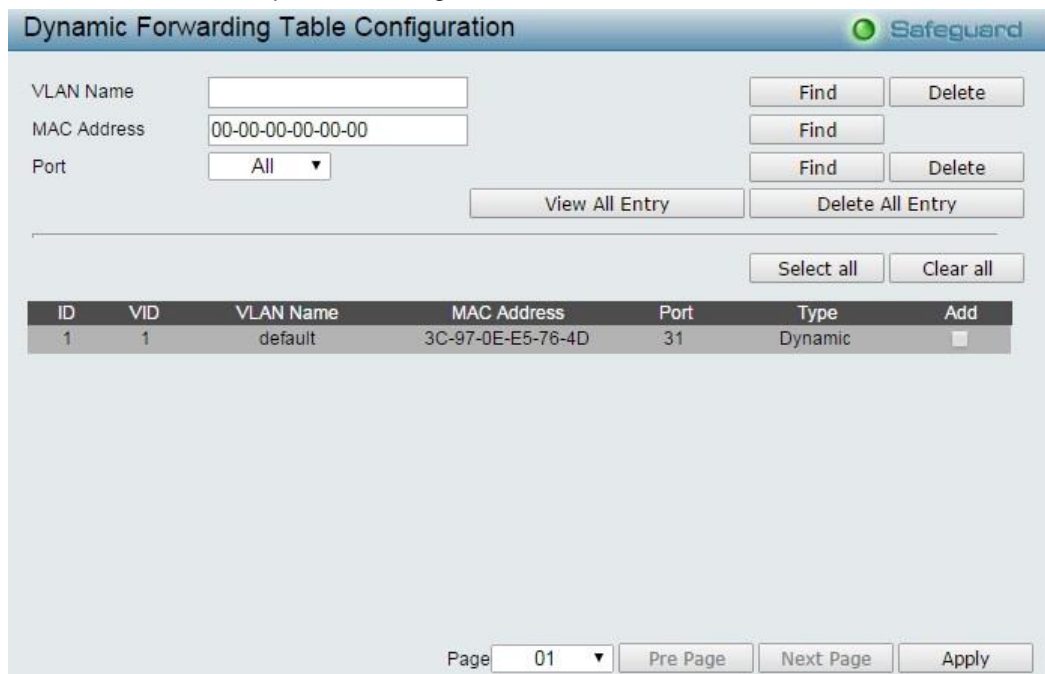 Dynamic Forwarding Table Configuration Safeguard
VLAN Name Find Delete
MAC Address 00-00-00-00-00-00 Find
Port All Find Delete
View All Entry Delete All Entry
Select all Clear all
ID VID VLAN Name MAC Address Port Type Add
1 1 default 3C-97-0E-E5-76-4D 31 Dynamic
Page 01 Pre Page Next Page Apply